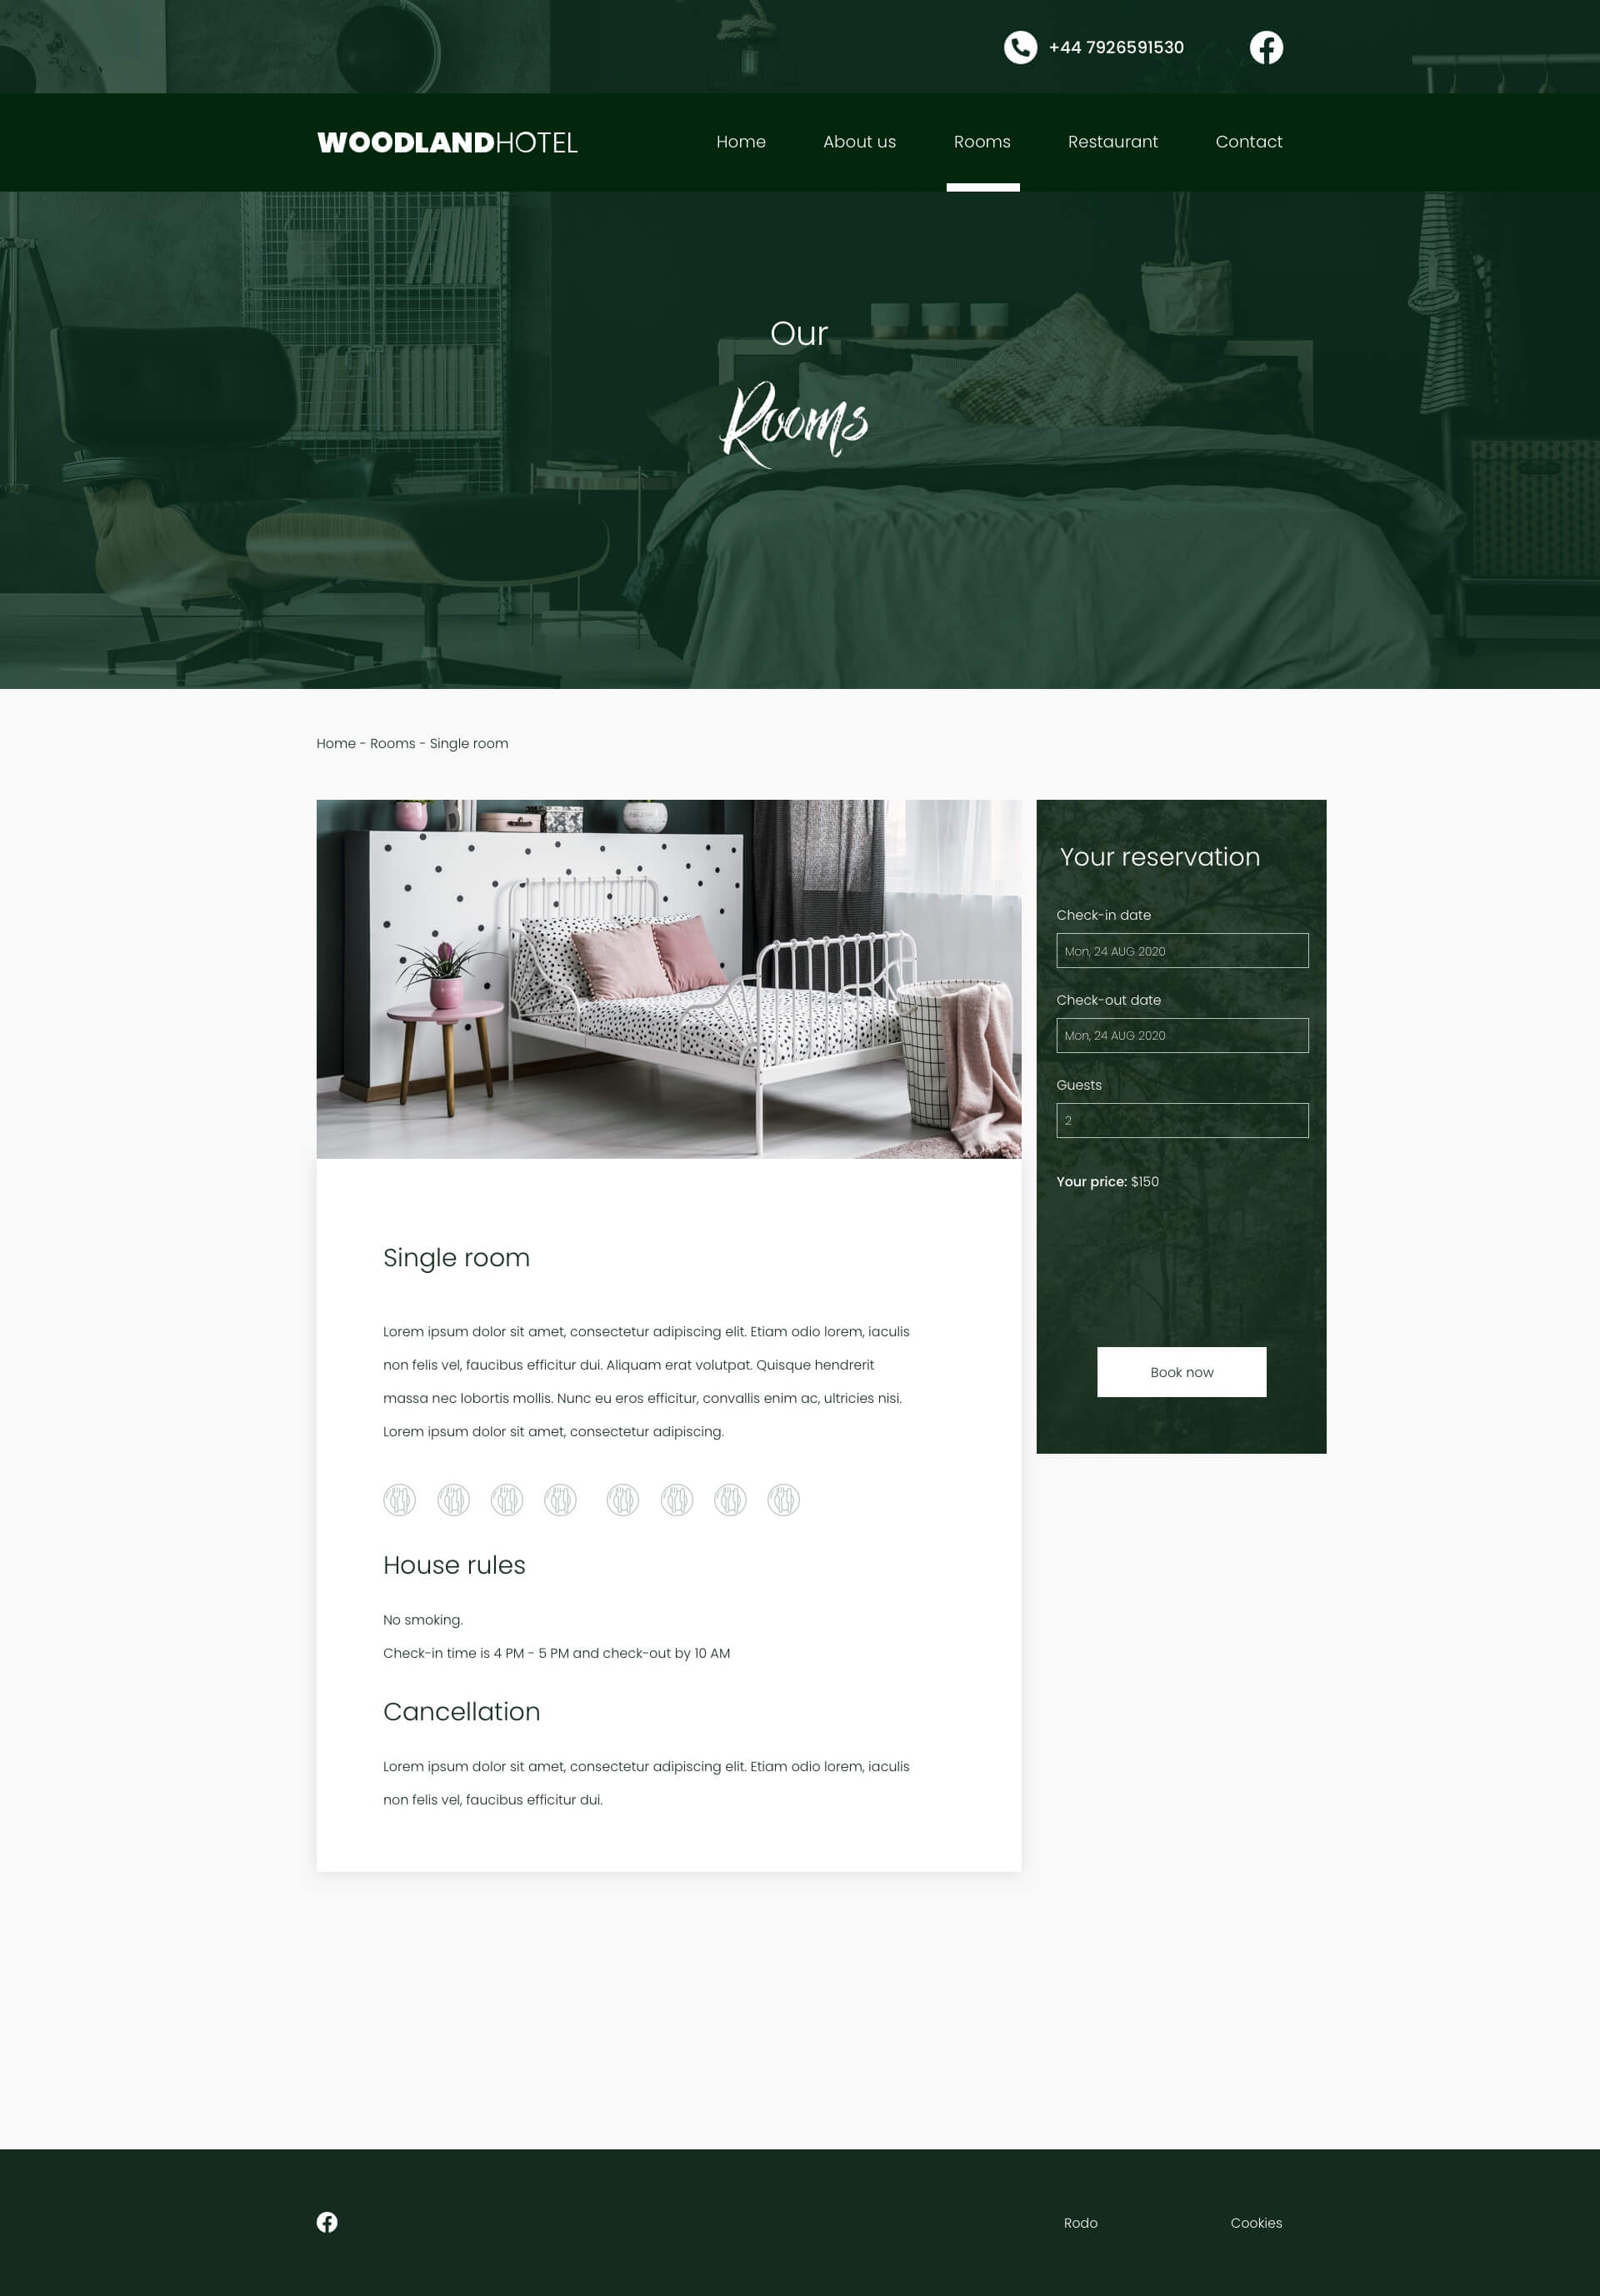 +44 7926591530
WOODLANDHOTEL
Home
About us
Rooms
Restaurant
Contact
Our
Rooms
Home - Rooms - Single room
Single room
Lorem ipsum dolor sit amet, consectetur adipiscing elit. Etiam odio lorem, iaculis
non felis vel, faucibus efficitur dui. Aliquam erat volutpat. Quisque hendrerit
massa nec lobortis mollis. Nunc eu eros efficitur, convallis enim ac, ultricies nisi.
Lorem ipsum dolor sit amet, consectetur adipiscing.
House rules
No smoking.
Check-in time is 4 PM - 5 PM and check-out by 10 AM
Cancellation
Lorem ipsum dolor sit amet, consectetur adipiscing elit. Etiam odio lorem, iaculis
non felis vel, faucibus efficitur dui.
Your reservation
Check-in date
Mon, 24 AUG 2020
Check-out date
Mon, 24 AUG 2020
Guests
2
Your price: $150
Book now
Rodo
Cookies